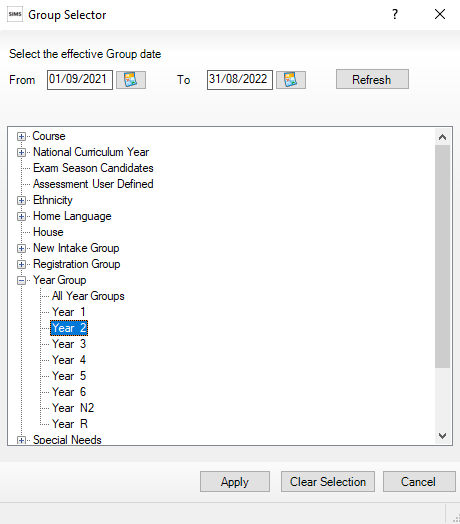 SIMS Group Selector ?
Select the effective Group date
From 01/09/2021 To 31/08/2022 Refresh
Course
National Curriculum Year
Exam Season Candidates
Assessment User Defined
Ethnicity
Home Language
House
New Intake Group
Registration Group
Year Group
All Year Groups
Year 1
Year 2
Year 3
Year 4
Year 5
Year 6
Year N2
Year R
Special Needs
Apply Clear Selection Cancel